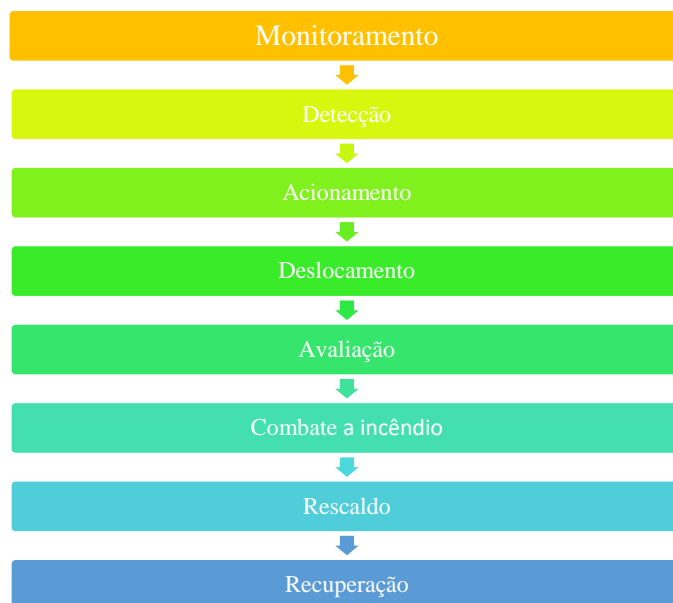 Monitoramento
Detecção
Acionamento
Deslocamento
Avaliação
Combate a incêndio
Rescaldo
Recuperação